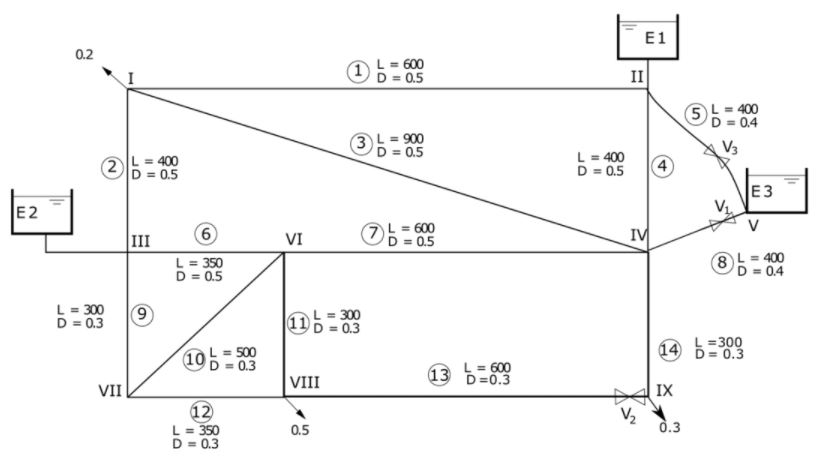 E1
0.2
I
1 L = 600
D = 0.5
II
5 L = 400
D = 0.4
3 L = 900
D = 0.5
V3
2 L = 400
D = 0.5
L = 400 4
D = 0.5
E3
E2
V1
V
III
6
VI
7 L = 600
D = 0.5
IV
L = 350
D = 0.5
8 L = 400
D = 0.4
L = 300 9
D = 0.3
11 L = 300
D = 0.3
10 L = 500
D = 0.3
14 L =300
D = 0.3
13 L = 600
D =0.3
VII
VIII
IX
12
V2
L = 350
D = 0.3
0.5
0.3